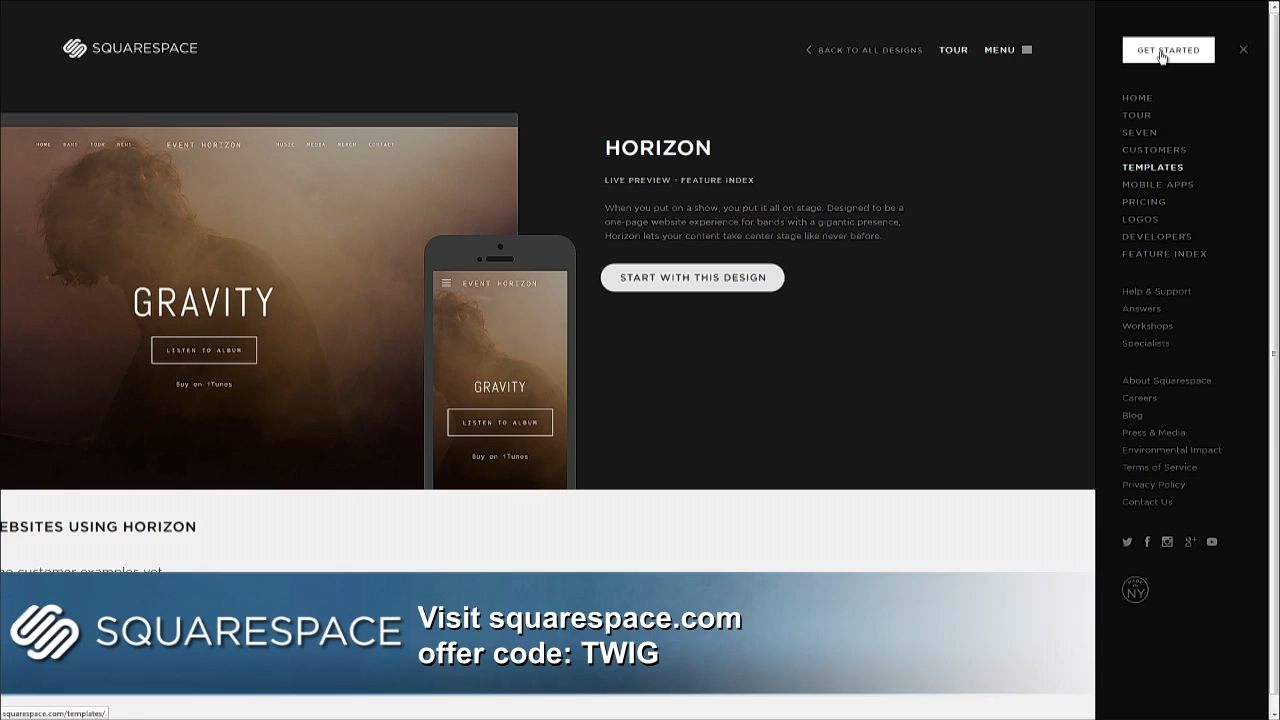 SQUARESPACE
BACK TO ALL DESIGNS TOUR MENU
HOME BAND TOUR NEWS EVENT HORIZON MUSIC MEDIA MERCH CONTACT
GRAVITY
LISTEN TO ALBUM
Buy on iTunes
EVENT HORIZON
GRAVITY
LISTEN TO ALBUM
Buy on iTunes
HORIZON
LIVE PREVIEW · FEATURE INDEX
When you put on a show, you put it all on stage. Designed to be a
one-page website experience for bands with a gigantic presence,
Horizon lets your content take center stage like never before.
START WITH THIS DESIGN
GET STARTED
HOME
TOUR
SEVEN
CUSTOMERS
TEMPLATES
MOBILE APPS
PRICING
LOGOS
DEVELOPERS
FEATURE INDEX
Help & Support
Answers
Workshops
Specialists
About Squarespace
Careers
Blog
Press & Media
Environmental Impact
Terms of Service
Privacy Policy
Contact Us
MADE IN NY
EBSITES USING HORIZON
customer examples yet
SQUARESPACE
Visit squarespace.com
offer code: TWIG
squarespace.com/templates/